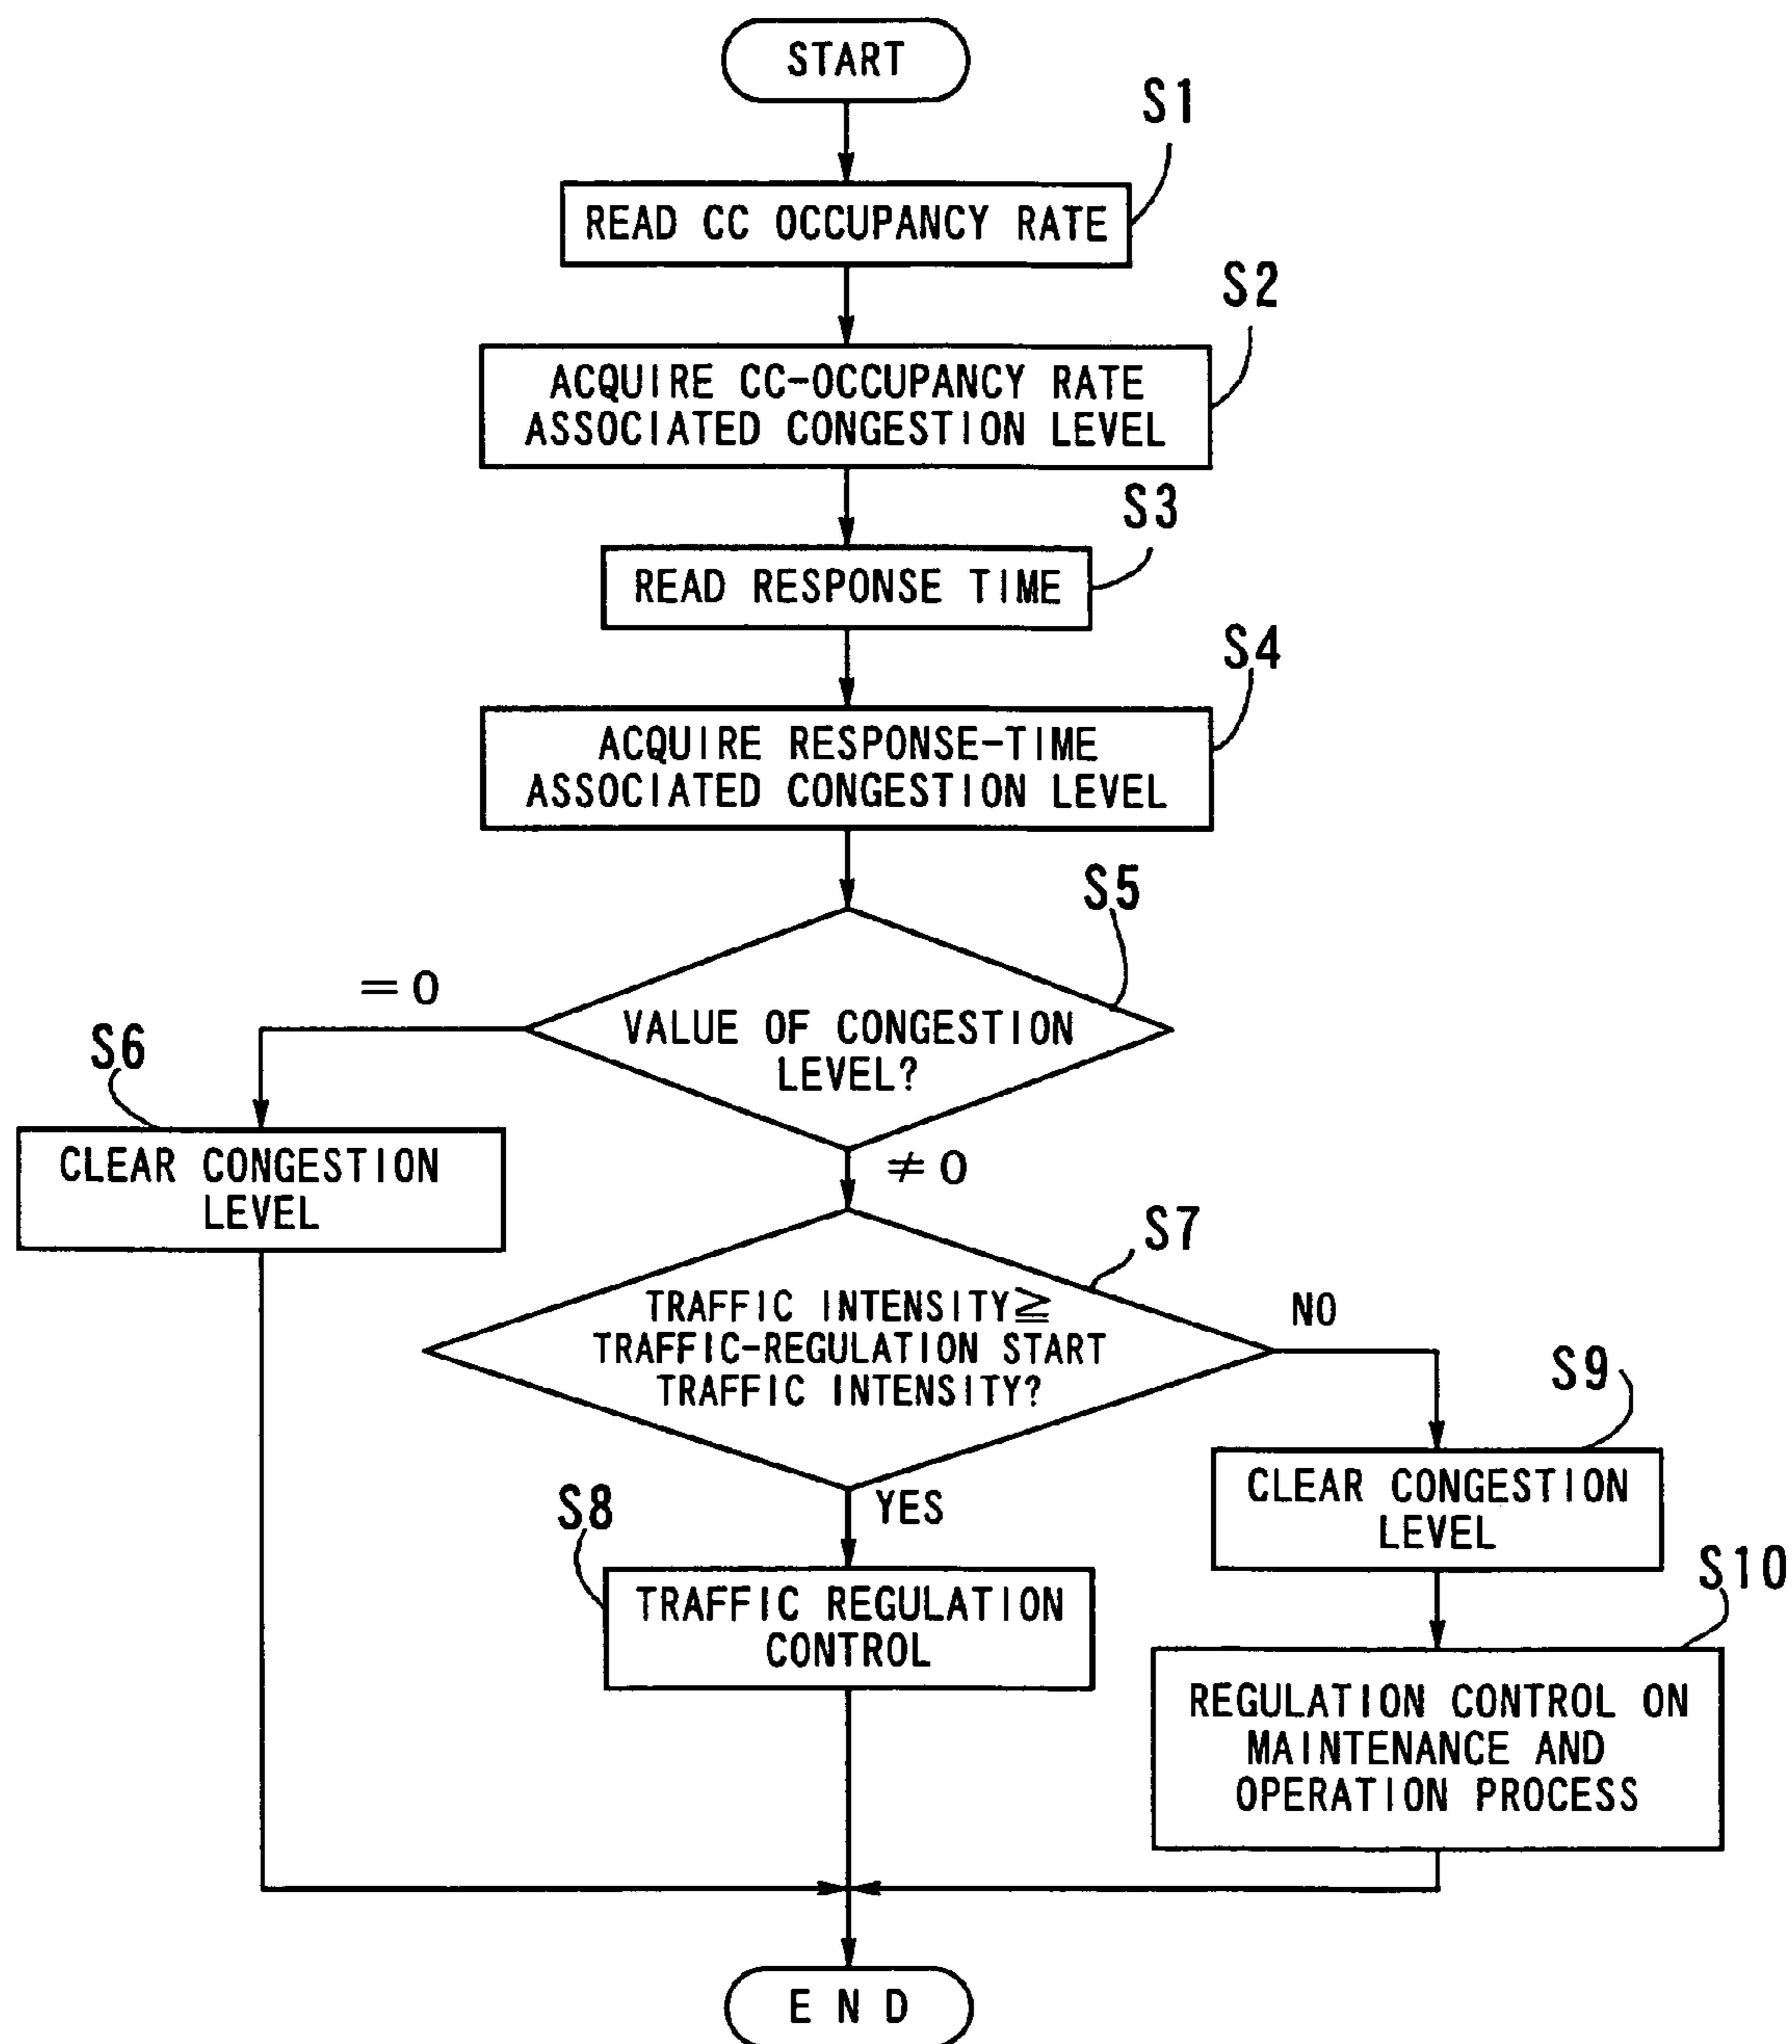 START
S1
READ CC OCCUPANCY RATE
S2
ACQUIRE CC-OCCUPANCY RATE
ASSOCIATED CONGESTION LEVEL
S3
READ RESPONSE TIME
S4
ACQUIRE RESPONSE-TIME
ASSOCIATED CONGESTION LEVEL
S5
=0
VALUE OF CONGESTION
LEVEL?
S6
CLEAR CONGESTION
LEVEL
≠0
S7
TRAFFIC INTENSITY≧
TRAFFIC-REGULATION START
TRAFFIC INTENSITY?
NO
S9
CLEAR CONGESTION
LEVEL
YES
S8
TRAFFIC REGULATION
CONTROL
S10
REGULATION CONTROL ON
MAINTENANCE AND
OPERATION PROCESS
END